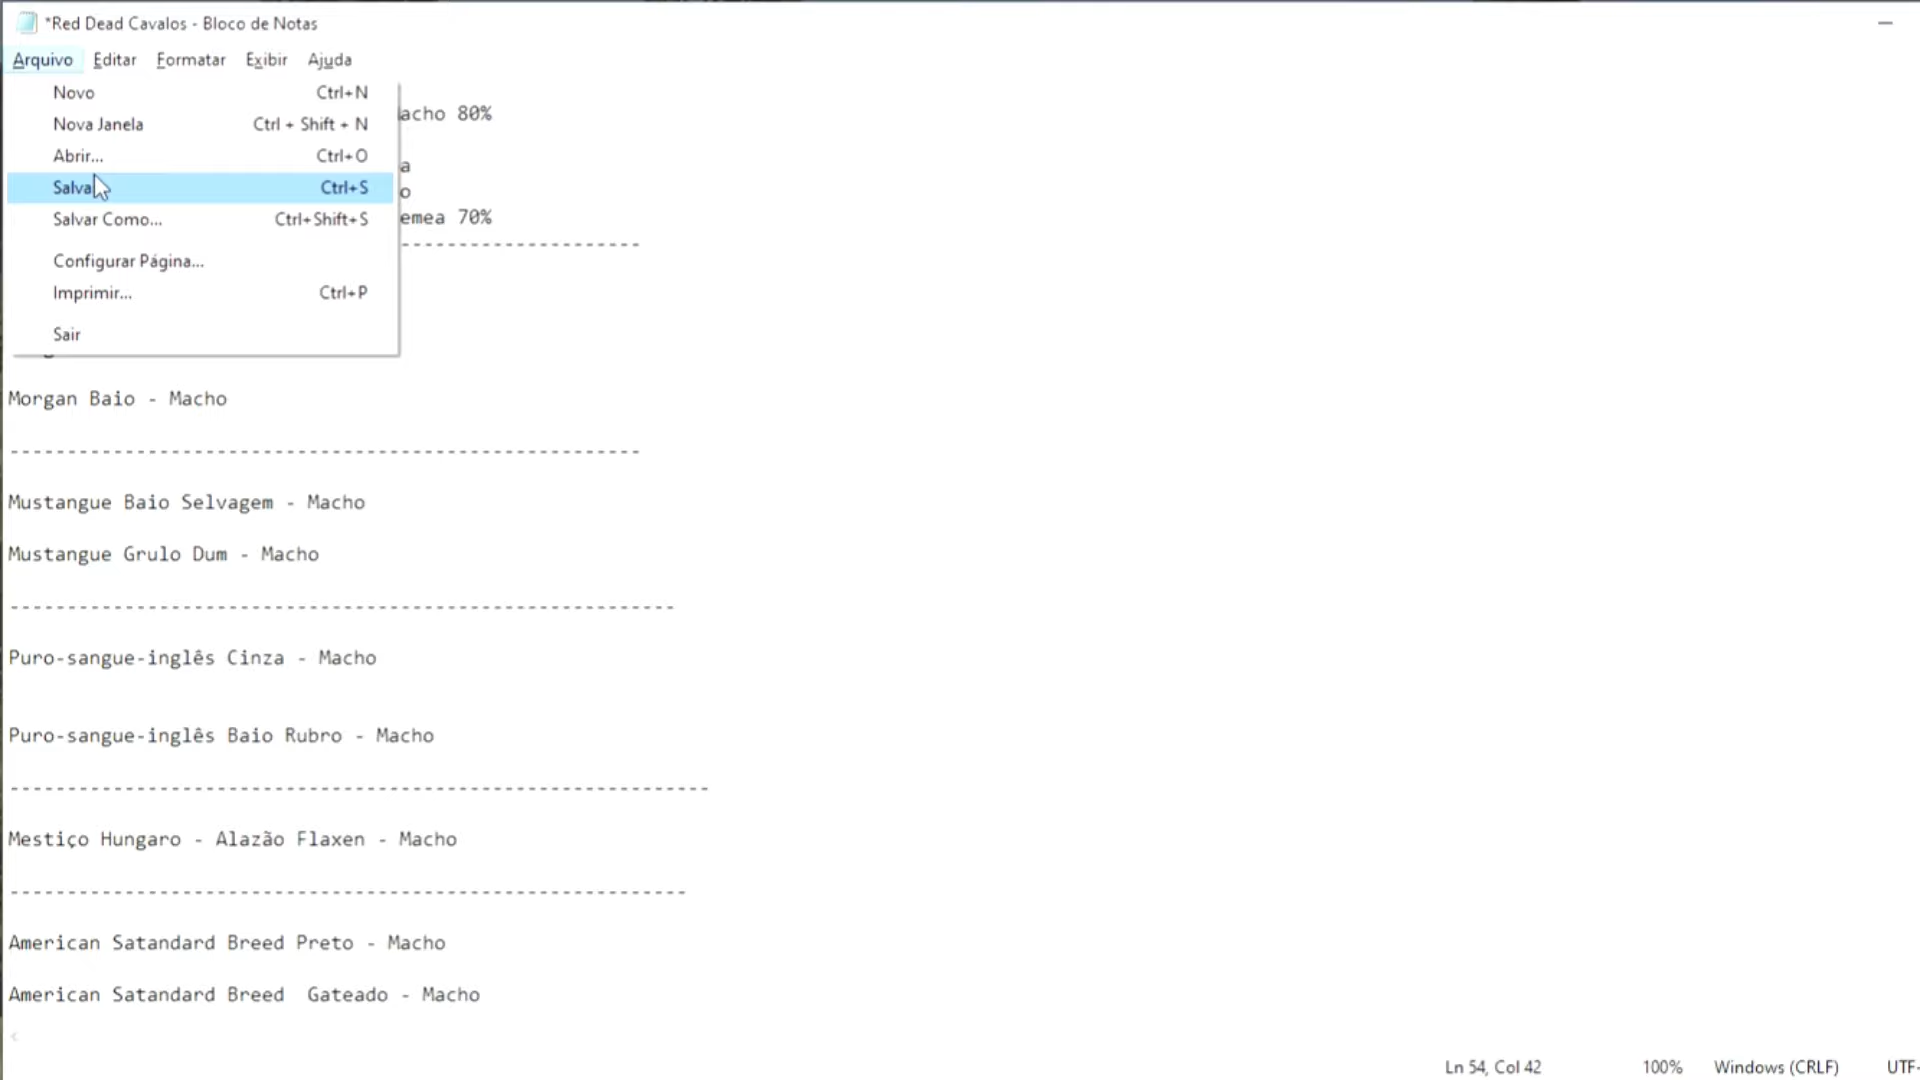 *Red Dead Cavalos - Bloco de Notas
Arquivo Editar Formatar Exibir Ajuda
Novo Ctrl+N
Nova Janela Ctrl + Shift + N
Abrir... Ctrl+O
Salva Ctrl+S
Salvar Como... Ctrl+Shift+S
Configurar Página...
Imprimir... Ctrl+P
Sair
acho 80%
a
o
emea 70%
Morgan Baio - Macho
-------------------------------------------------------
Mustangue Baio Selvagem - Macho
Mustangue Grulo Dum - Macho
----------------------------------------------------------
Puro-sangue-inglês Cinza - Macho
Puro-sangue-inglês Baio Rubro - Macho
-------------------------------------------------------------
Mestiço Hungaro - Alazão Flaxen - Macho
-----------------------------------------------------------
American Satandard Breed Preto - Macho
American Satandard Breed  Gateado - Macho
Ln 54, Col 42 100% Windows (CRLF) UTF-